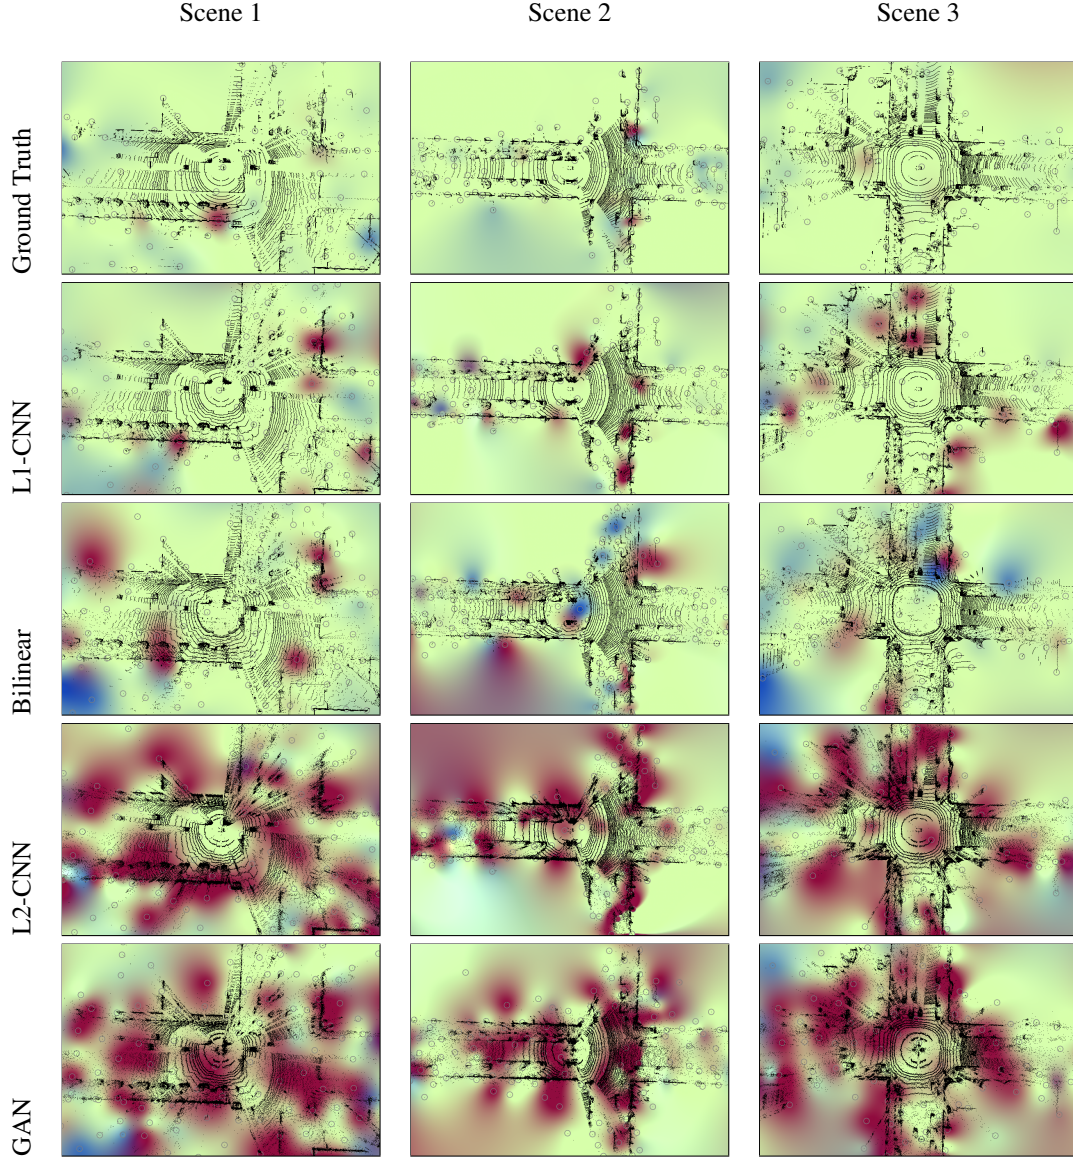 Scene 1 Scene 2 Scene 3
Ground Truth
L1-CNN
Bilinear
L2-CNN
GAN